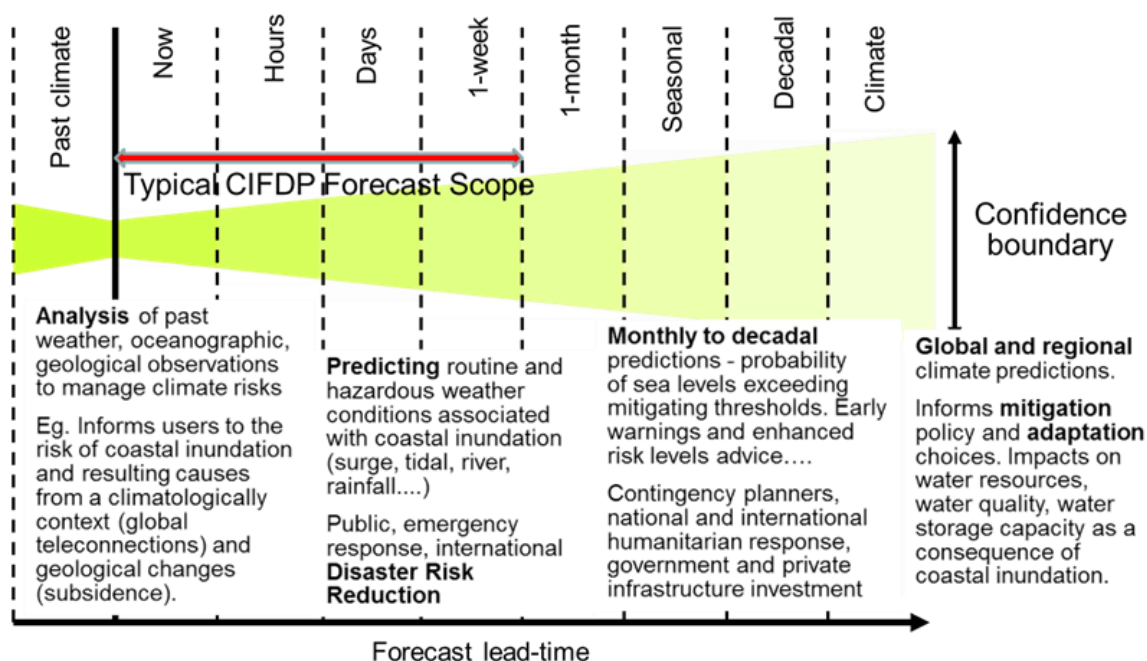 Past climate
Now
Hours
Days
1-week
1-month
Seasonal
Decadal
Climate
Typical CIFDP Forecast Scope
Confidence
boundary
Analysis of past
weather, oceanographic,
geological observations
to manage climate risks
Eg. Informs users to the
risk of coastal inundation
and resulting causes
from a climatologically
context (global
teleconnections) and
geological changes
(subsidence).
Predicting routine and
hazardous weather
conditions associated
with coastal inundation
(surge, tidal, river,
rainfall....)
Public, emergency
response, international
Disaster Risk
Reduction
Monthly to decadal
predictions - probability
of sea levels exceeding
mitigating thresholds. Early
warnings and enhanced
risk levels advice….
Contingency planners,
national and international
humanitarian response,
government and private
infrastructure investment
Global and regional
climate predictions.
Informs mitigation
policy and adaptation
choices. Impacts on
water resources,
water quality, water
storage capacity as a
consequence of
coastal inundation.
Forecast lead-time